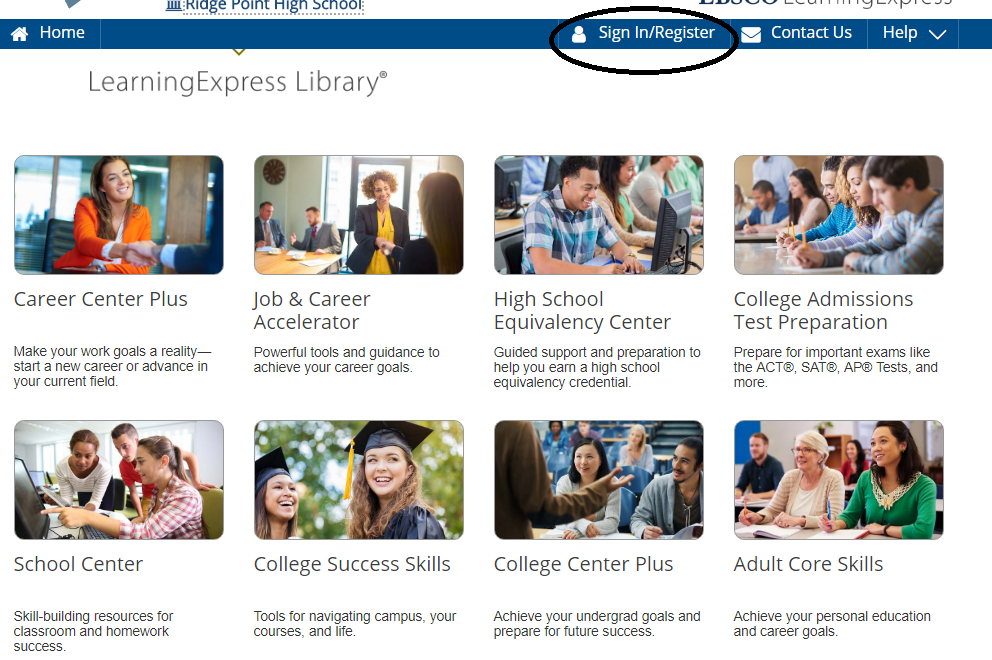 Ridge Point High School
EBSCO LearningExpress
Home
Sign In/Register
Contact Us
Help
LearningExpress Library®
Career Center Plus
Make your work goals a reality—
start a new career or advance in
your current field.
Job & Career
Accelerator
Powerful tools and guidance to
achieve your career goals.
High School
Equivalency Center
Guided support and preparation to
help you earn a high school
equivalency credential.
College Admissions
Test Preparation
Prepare for important exams like
the ACT®, SAT®, AP® Tests, and
more.
School Center
Skill-building resources for
classroom and homework
success.
College Success Skills
Tools for navigating campus, your
courses, and life.
College Center Plus
Achieve your undergrad goals and
prepare for future success.
Adult Core Skills
Achieve your personal education
and career goals.